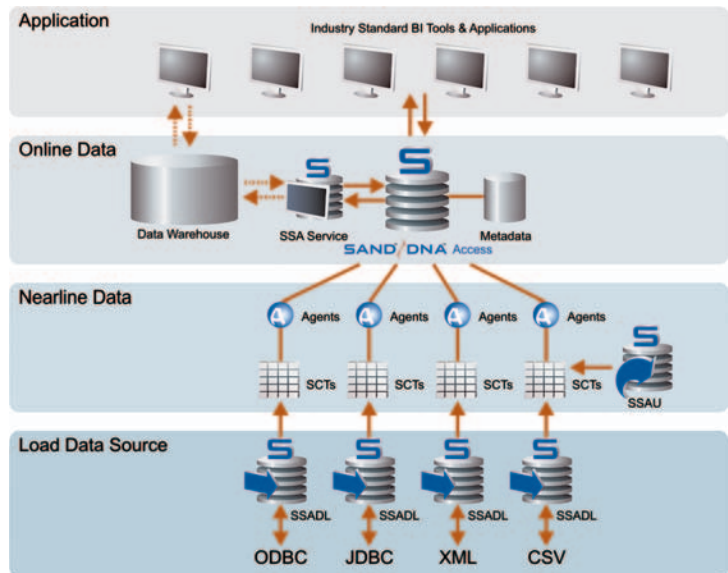 Application
Industry Standard BI Tools & Applications
Online Data
S
S
Data Warehouse
SSA Service
Metadata
SAND/DNA Access
Nearline Data
A Agents
A Agents
A Agents
A Agents
SCTs
SCTs
SCTs
SCTs
S
SSAU
Load Data Source
S
S
S
S
SSADL
SSADL
SSADL
SSADL
ODBC
JDBC
XML
CSV